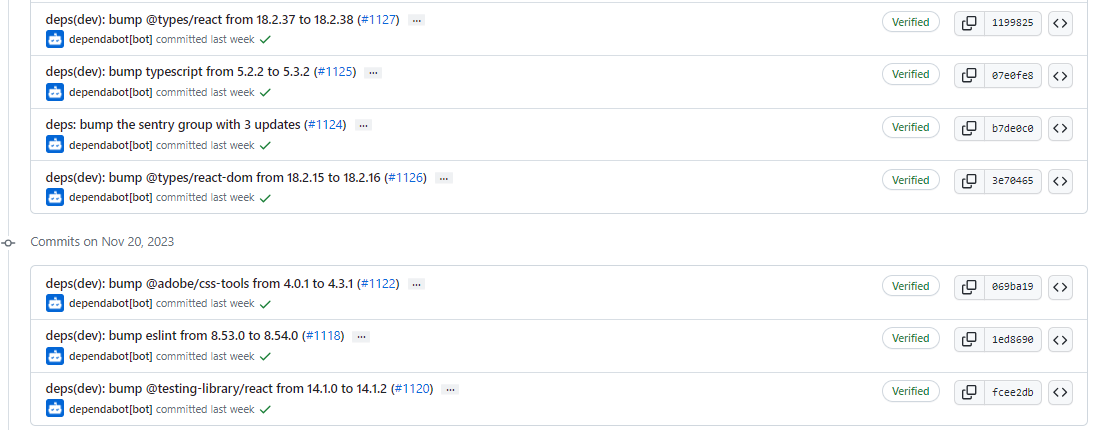 deps(dev): bump @types/react from 18.2.37 to 18.2.38 (#1127) ... Verified 1199825
dependabot[bot] committed last week
deps(dev): bump typescript from 5.2.2 to 5.3.2 (#1125) ... Verified 07e0fe8
dependabot[bot] committed last week
deps: bump the sentry group with 3 updates (#1124) ... Verified b7de0c0
dependabot[bot] committed last week
deps(dev): bump @types/react-dom from 18.2.15 to 18.2.16 (#1126) ... Verified 3e70465
dependabot[bot] committed last week
Commits on Nov 20, 2023
deps(dev): bump @adobe/css-tools from 4.0.1 to 4.3.1 (#1122) ... Verified 069ba19
dependabot[bot] committed last week
deps(dev): bump eslint from 8.53.0 to 8.54.0 (#1118) ... Verified 1ed8690
dependabot[bot] committed last week
deps(dev): bump @testing-library/react from 14.1.0 to 14.1.2 (#1120) ... Verified fcee2db
dependabot[bot] committed last week